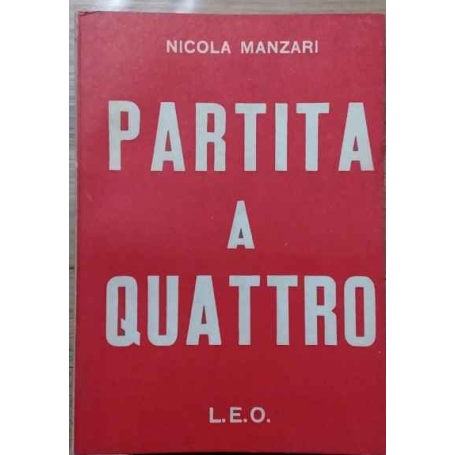 NICOLA MANZARI
PARTITA
A
QUATTRO
L.E.O.